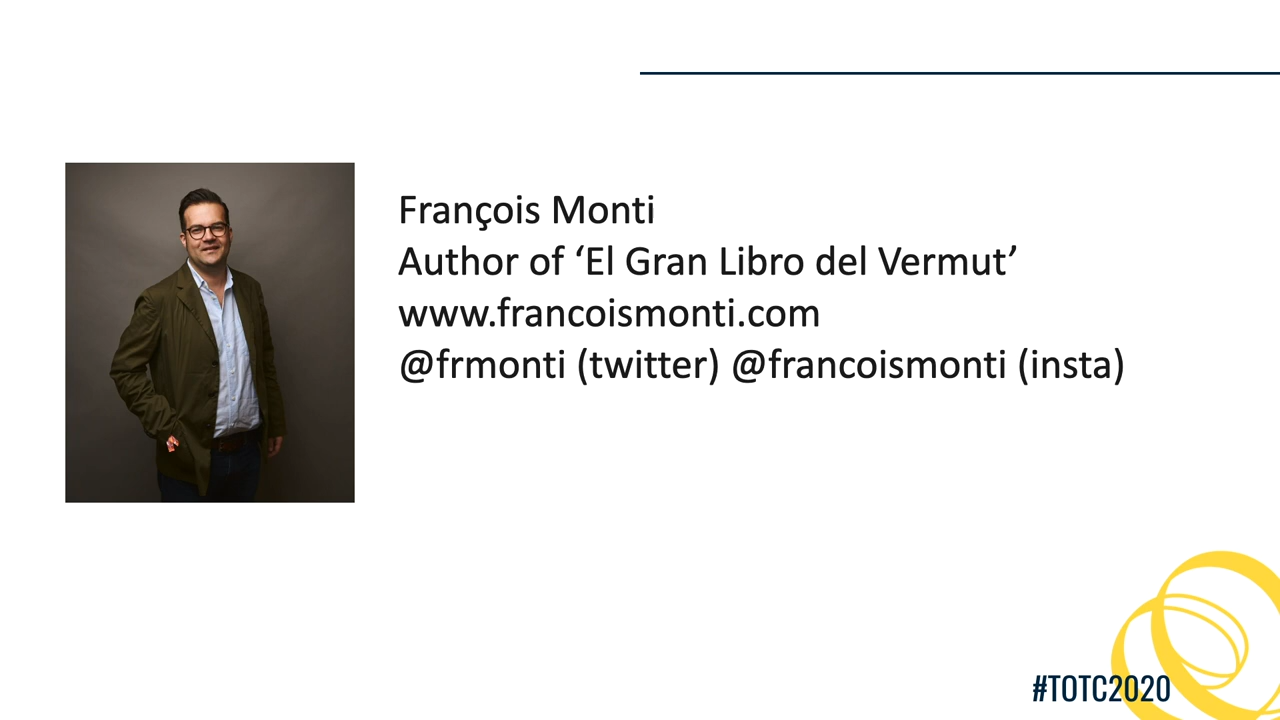 François Monti
Author of ‘El Gran Libro del Vermut’
www.francoismonti.com
@frmonti (twitter) @francoismonti (insta)
#TOTC2020